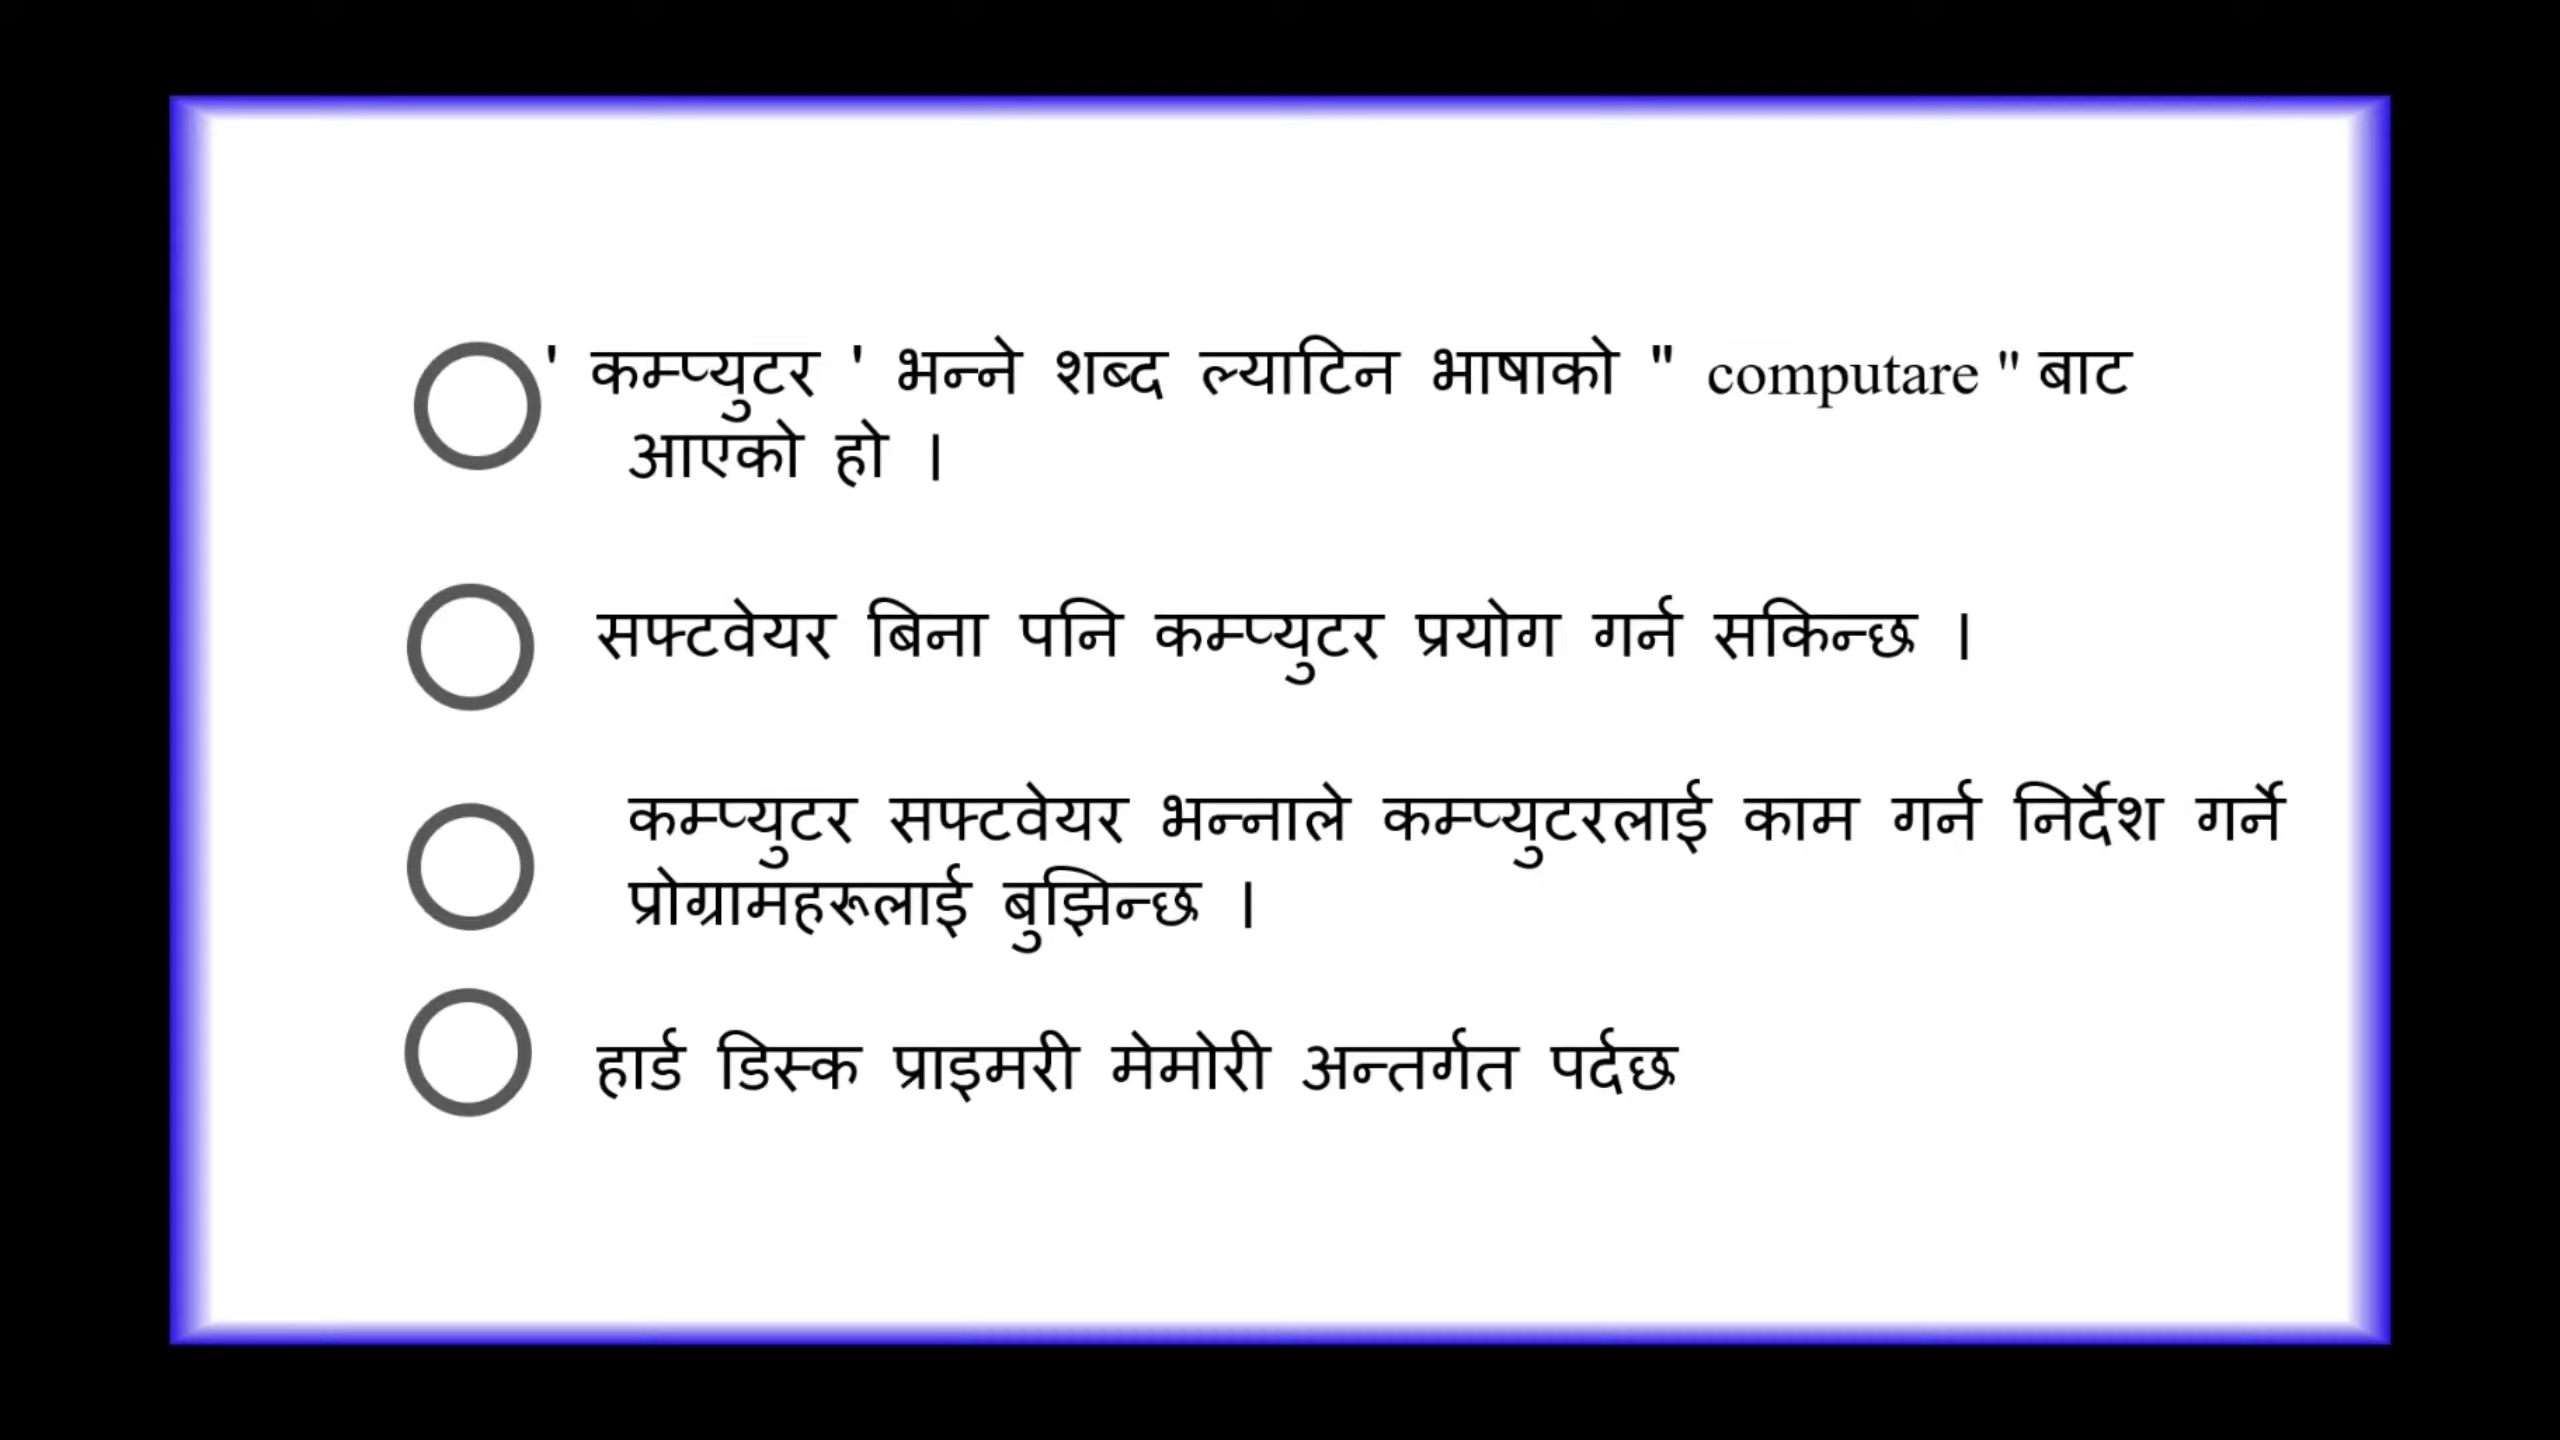 ' कम्प्युटर ' भन्ने शब्द ल्याटिन भाषाको " computare " बाट
आएको हो ।
सफ्टवेयर बिना पनि कम्प्युटर प्रयोग गर्न सकिन्छ ।
कम्प्युटर सफ्टवेयर भन्नाले कम्प्युटरलाई काम गर्न निर्देश गर्ने
प्रोग्रामहरूलाई बुझिन्छ ।
हार्ड डिस्क प्राइमरी मेमोरी अन्तर्गत पर्दछ